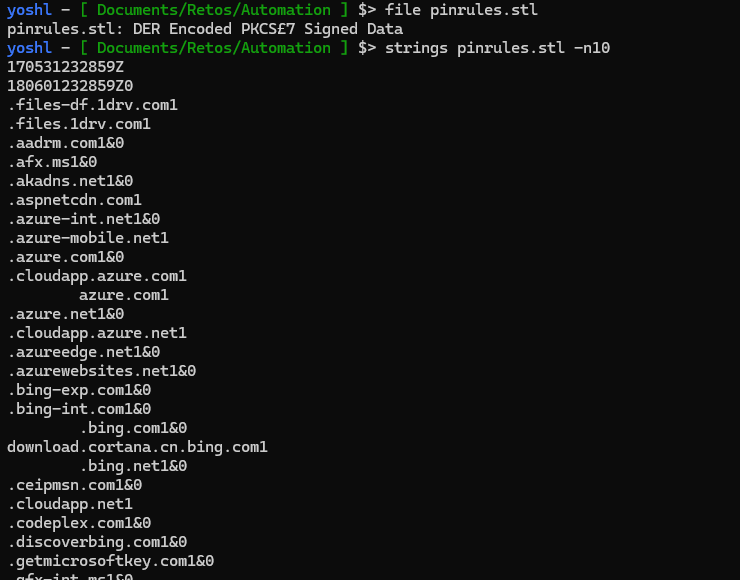 yoshl - [ Documents/Retos/Automation ] $> file pinrules.stl
pinrules.stl: DER Encoded PKCS£7 Signed Data
yoshl - [ Documents/Retos/Automation ] $> strings pinrules.stl -n10
170531232859Z
180601232859Z0
.files-df.1drv.com1
.files.1drv.com1
.aadrm.com1&0
.afx.ms1&0
.akadns.net1&0
.aspnetcdn.com1
.azure-int.net1&0
.azure-mobile.net1
.azure.com1&0
.cloudapp.azure.com1
azure.com1
.azure.net1&0
.cloudapp.azure.net1
.azureedge.net1&0
.azurewebsites.net1&0
.bing-exp.com1&0
.bing-int.com1&0
.bing.com1&0
download.cortana.cn.bing.com1
.bing.net1&0
.ceipmsn.com1&0
.cloudapp.net1
.codeplex.com1&0
.discoverbing.com1&0
.getmicrosoftkey.com1&0
.gfx-int.ms1&0